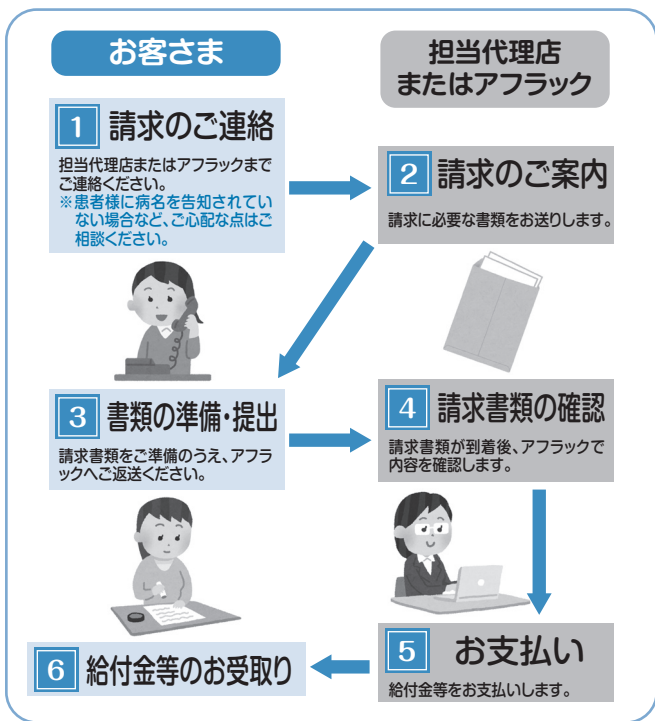 お客さま
担当代理店
またはアフラック
1 請求のご連絡
担当代理店またはアフラックまで
ご連絡ください。
※患者様に病名を告知されてい
ない場合など、ご心配な点はご
相談ください。
2 請求のご案内
請求に必要な書類をお送りします。
3 書類の準備・提出
請求書類をご準備のうえ、アフラ
ックへご返送ください。
4 請求書類の確認
請求書類が到着後、アフラックで
内容を確認します。
5 お支払い
給付金等をお支払いします。
6 給付金等のお受取り